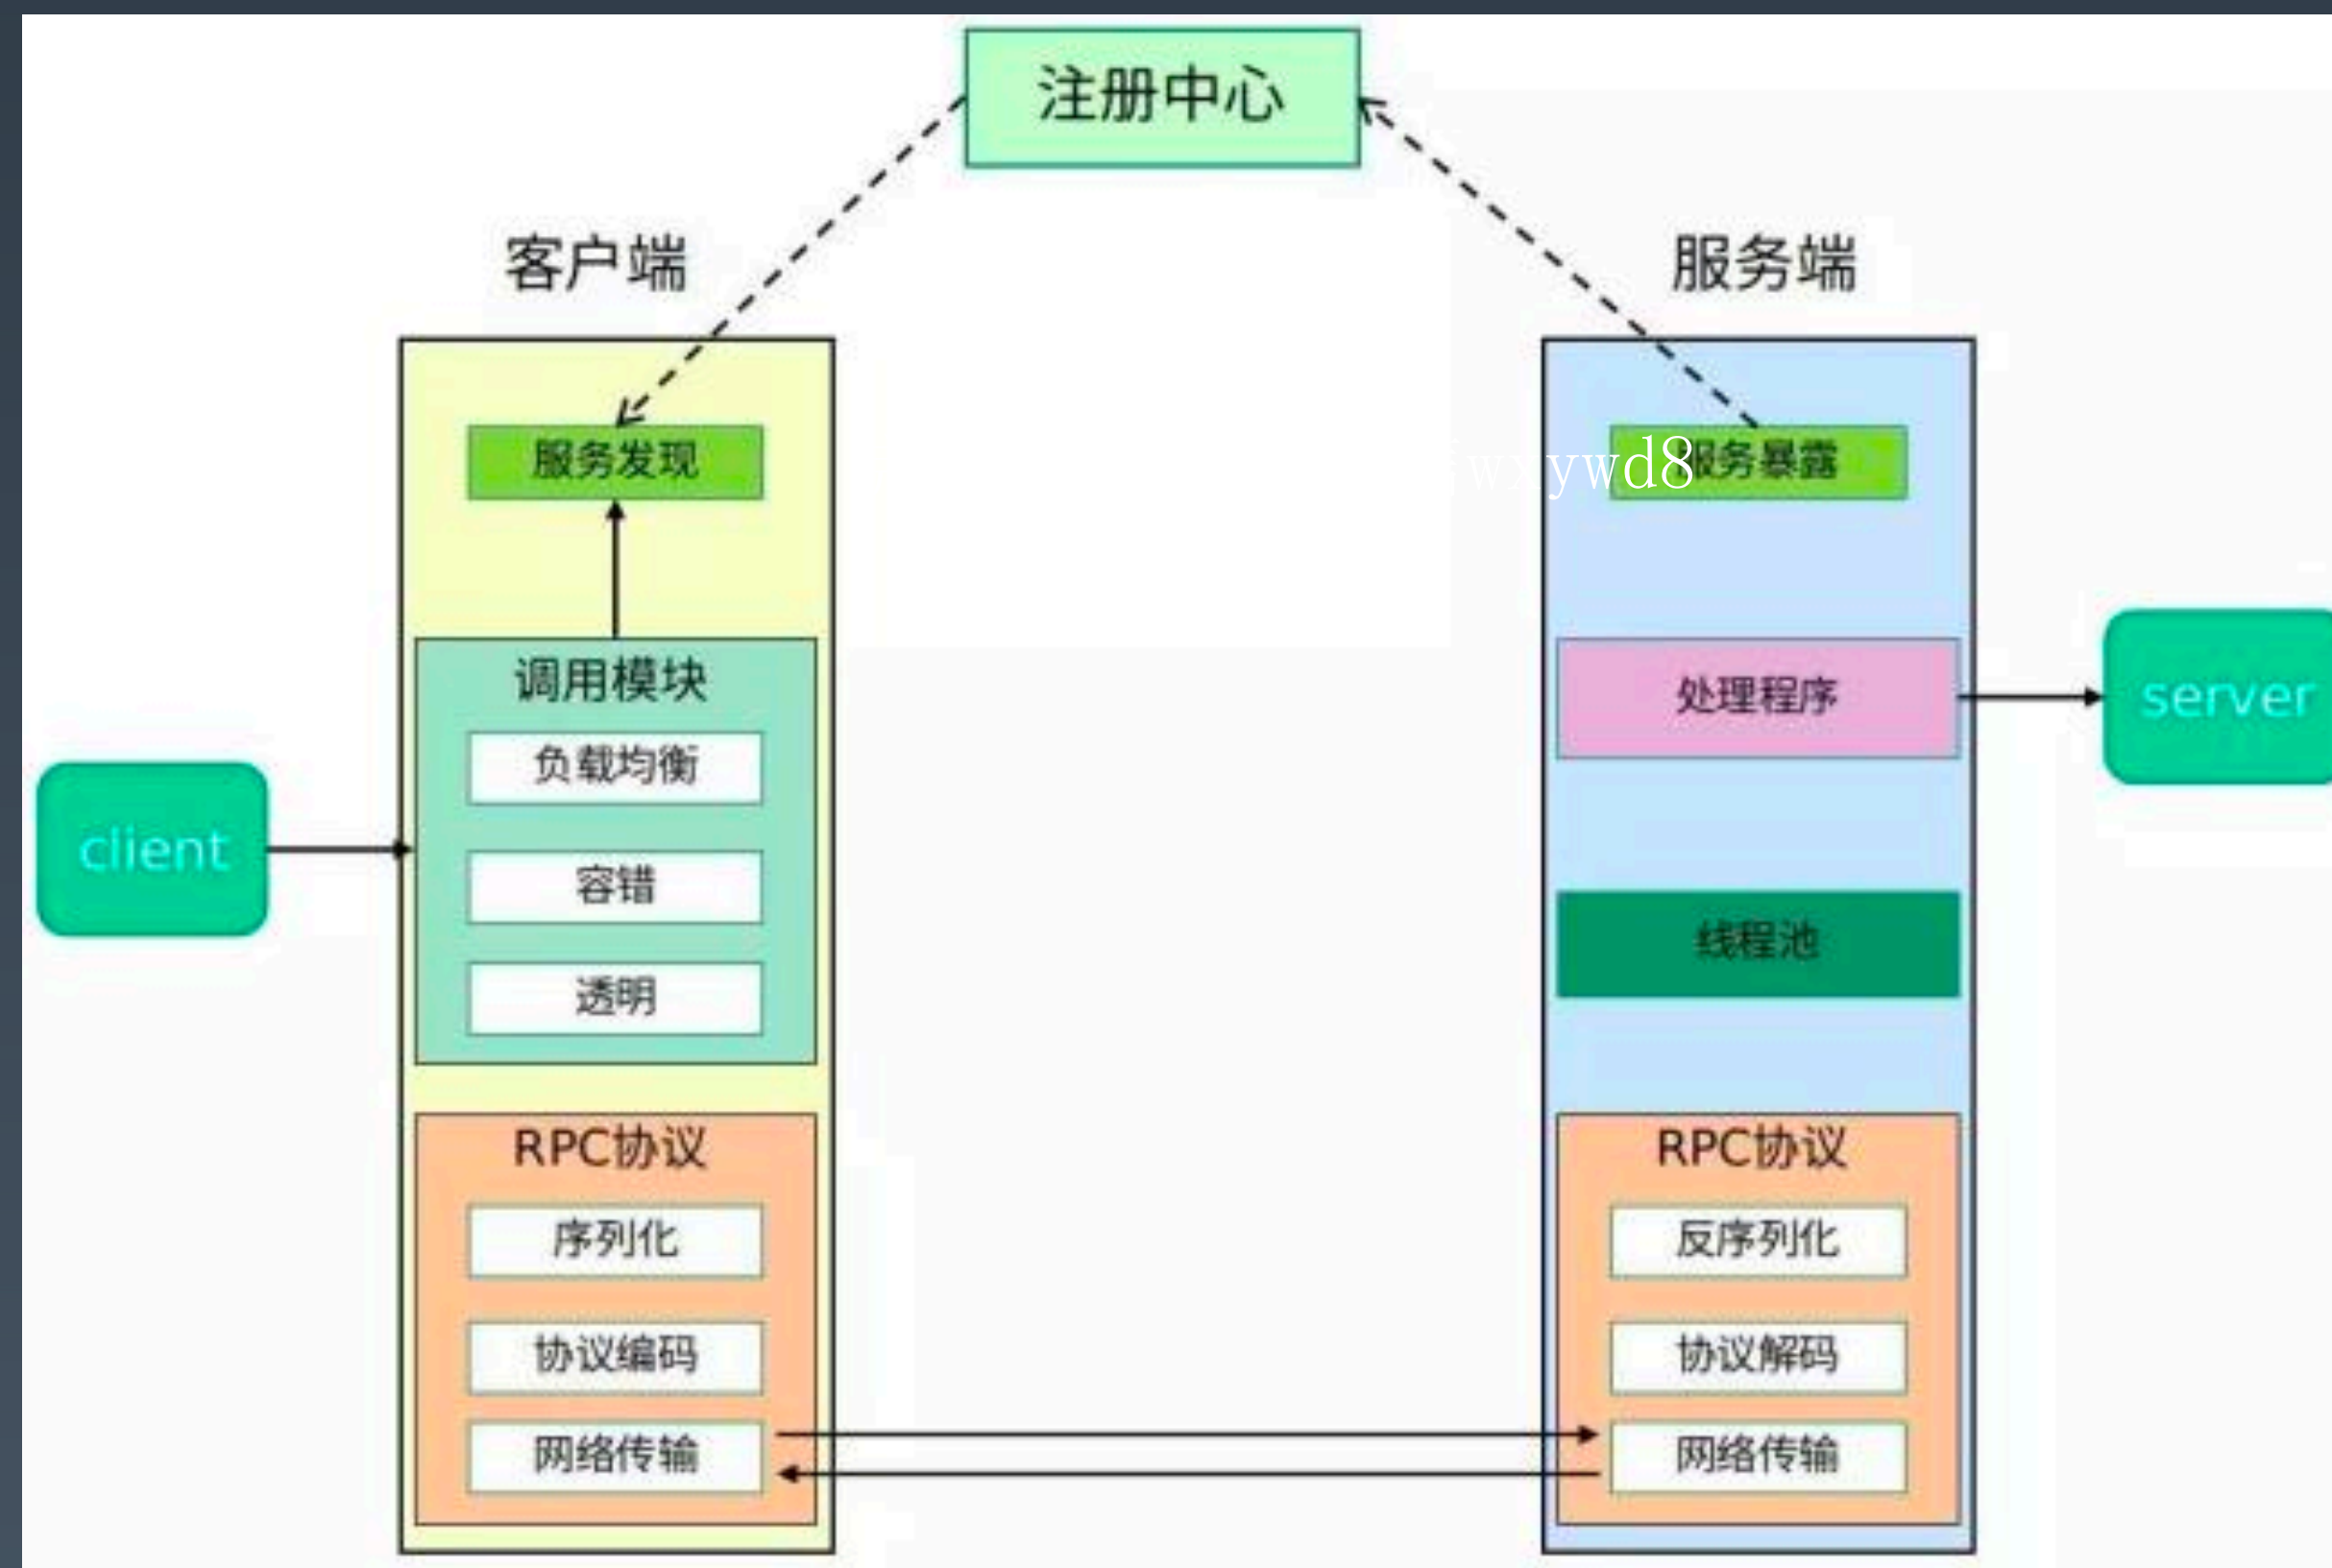 注册中心
客户端
服务端
服务发现
wxywd8
服务暴露
调用模块
处理程序
server
负载均衡
client
容错
线程池
透明
RPC协议
RPC协议
序列化
反序列化
协议编码
协议解码
网络传输
网络传输